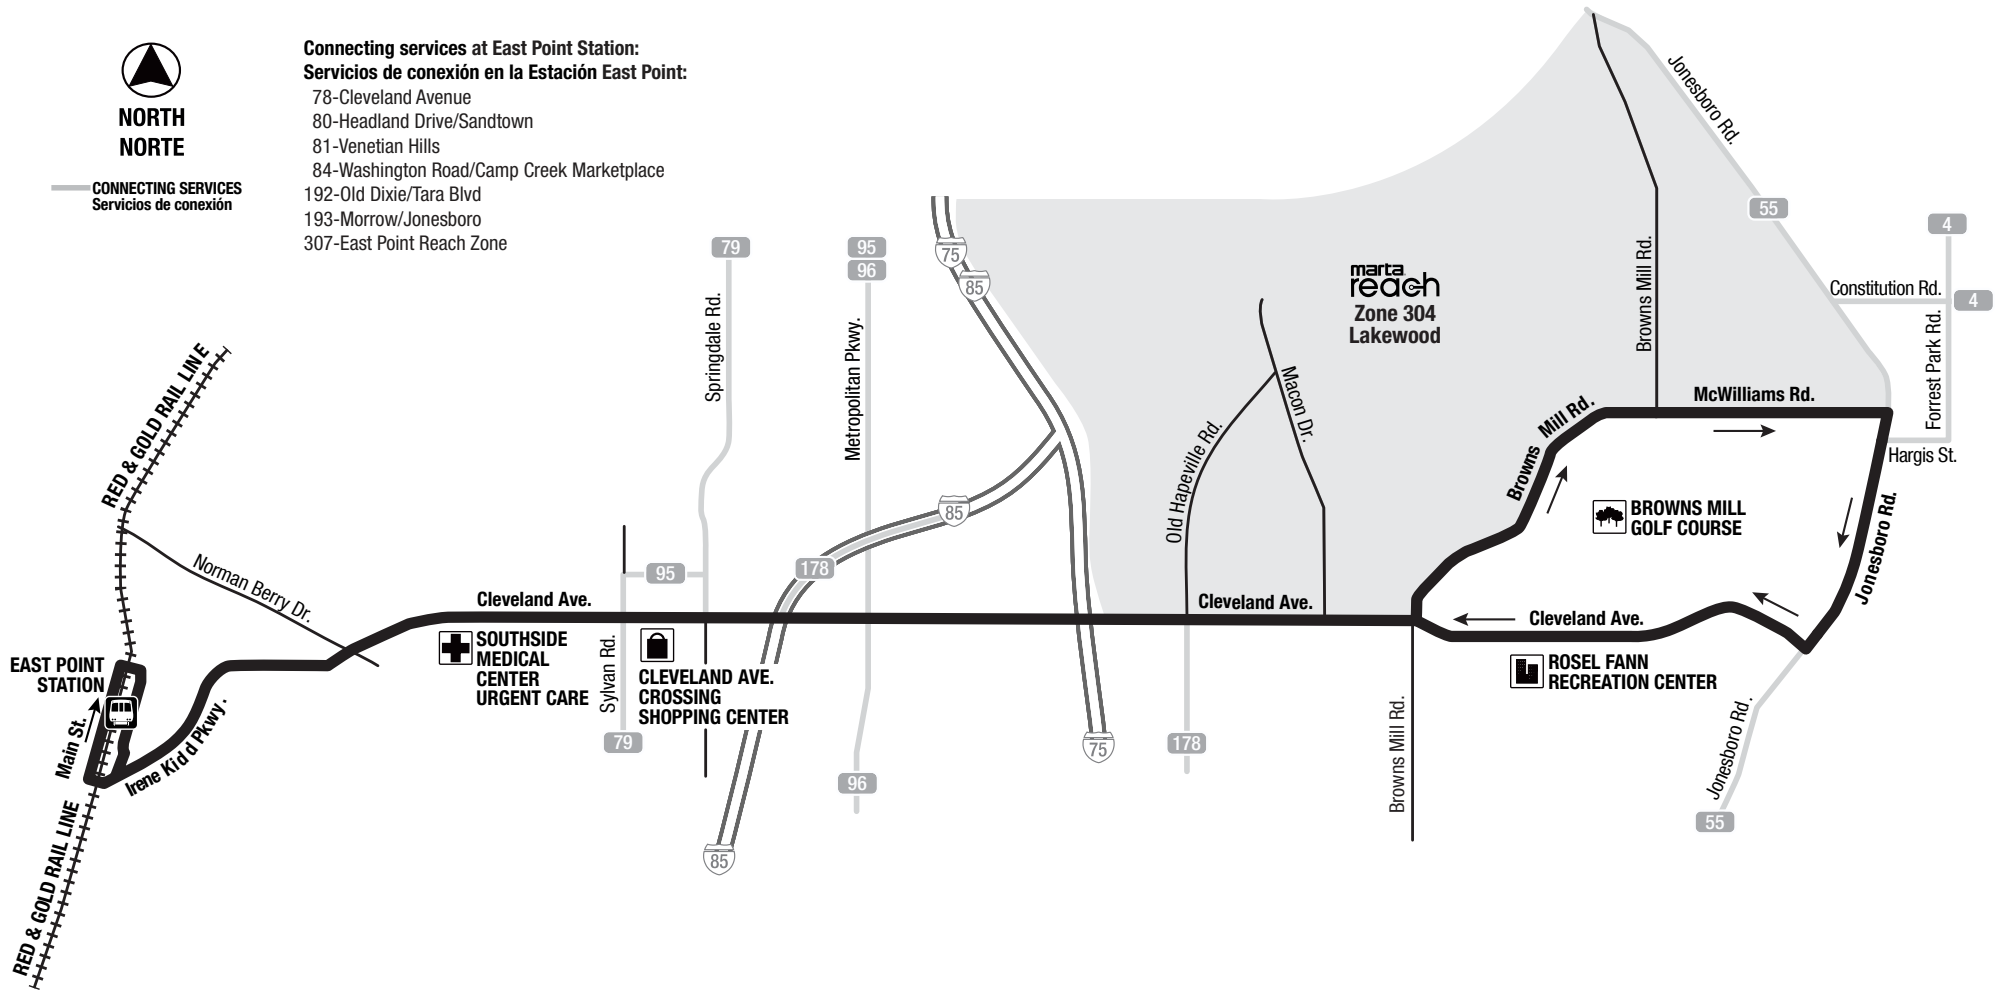 NORTH
NORTE
CONNECTING SERVICES
Servicios de conexión
Connecting services at East Point Station:
Servicios de conexión en la Estación East Point:
78-Cleveland Avenue
80-Headland Drive/Sandtown
81-Venetian Hills
84-Washington Road/Camp Creek Marketplace
192-Old Dixie/Tara Blvd
193-Morrow/Jonesboro
307-East Point Reach Zone
RED & GOLD RAIL LINE
Norman Berry Dr.
EAST POINT
STATION
Main St.
Irene Kidd Pkwy.
RED & GOLD RAIL LINE
Cleveland Ave.
SOUTHSIDE
MEDICAL
CENTER
URGENT CARE
Sylvan Rd.
79
95
79
Springdale Rd.
CLEVELAND AVE.
CROSSING
SHOPPING CENTER
95
96
Metropolitan Pkwy.
96
75
85
85
178
85
75
marta
reach
Zone 304
Lakewood
Old Hapeville Rd.
Macon Dr.
Cleveland Ave.
178
Browns Mill Rd.
Browns Mill Rd.
Browns Mill Rd.
McWilliams Rd.
Jonesboro Rd.
55
4
Constitution Rd.
4
Forrest Park Rd.
Hargis St.
BROWNS MILL
GOLF COURSE
Jonesboro Rd.
Cleveland Ave.
ROSEL FANN
RECREATION CENTER
Jonesboro Rd.
55